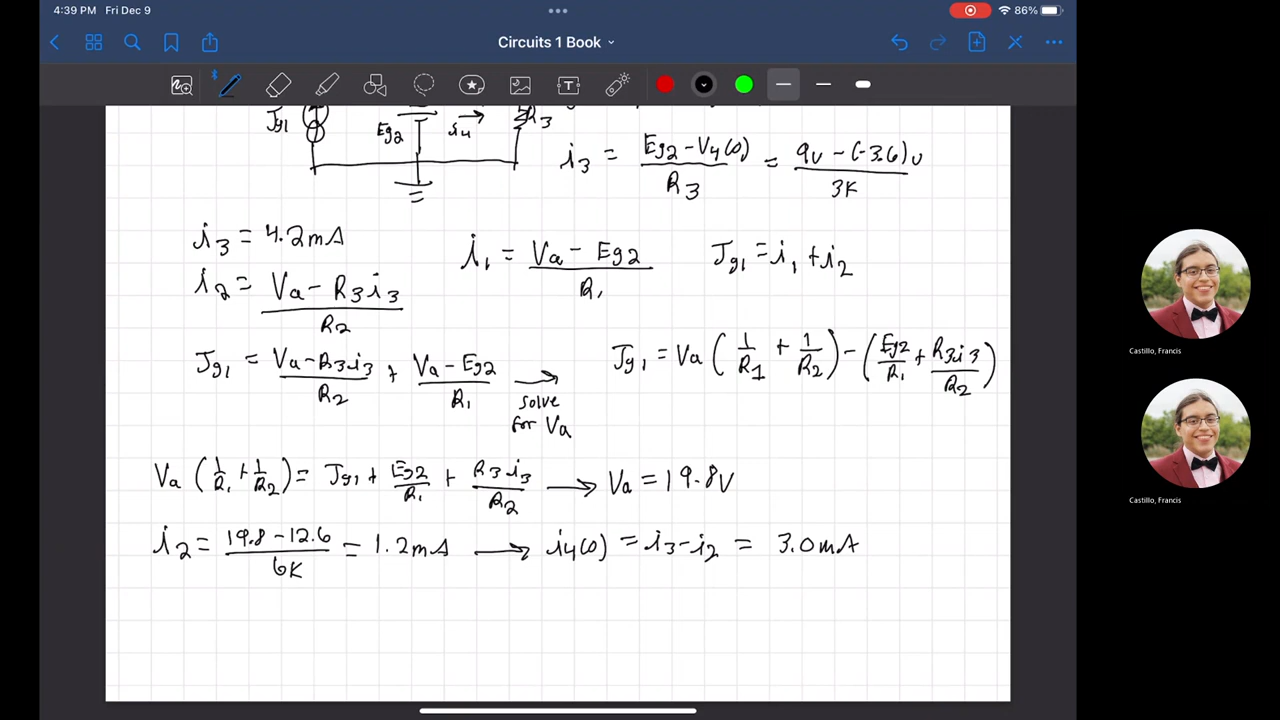 4:39 PM Fri Dec 9
86%
Circuits 1 Book
Jg1 Eg2 i4 R3
i3 = (Eg2 - V4(0)) / R3 = (9v - (-3.6)v) / 3K
i3 = 4.2mA
i1 = (Va - Eg2) / R1
Jg1 = i1 + i2
i2 = (Va - R3i3) / R2
Jg1 = (Va - R3i3) / R2 + (Va - Eg2) / R1 → solve for Va
Jg1 = Va (1/R1 + 1/R2) - (Eg2/R1 + R3i3/R2)
Va (1/R1 + 1/R2) = Jg1 + Eg2/R1 + R3i3/R2 → Va = 19.8V
i2 = (19.8 - 12.6) / 6K = 1.2mA → i4(0) = i3 - i2 = 3.0mA
Castillo, Francis
Castillo, Francis